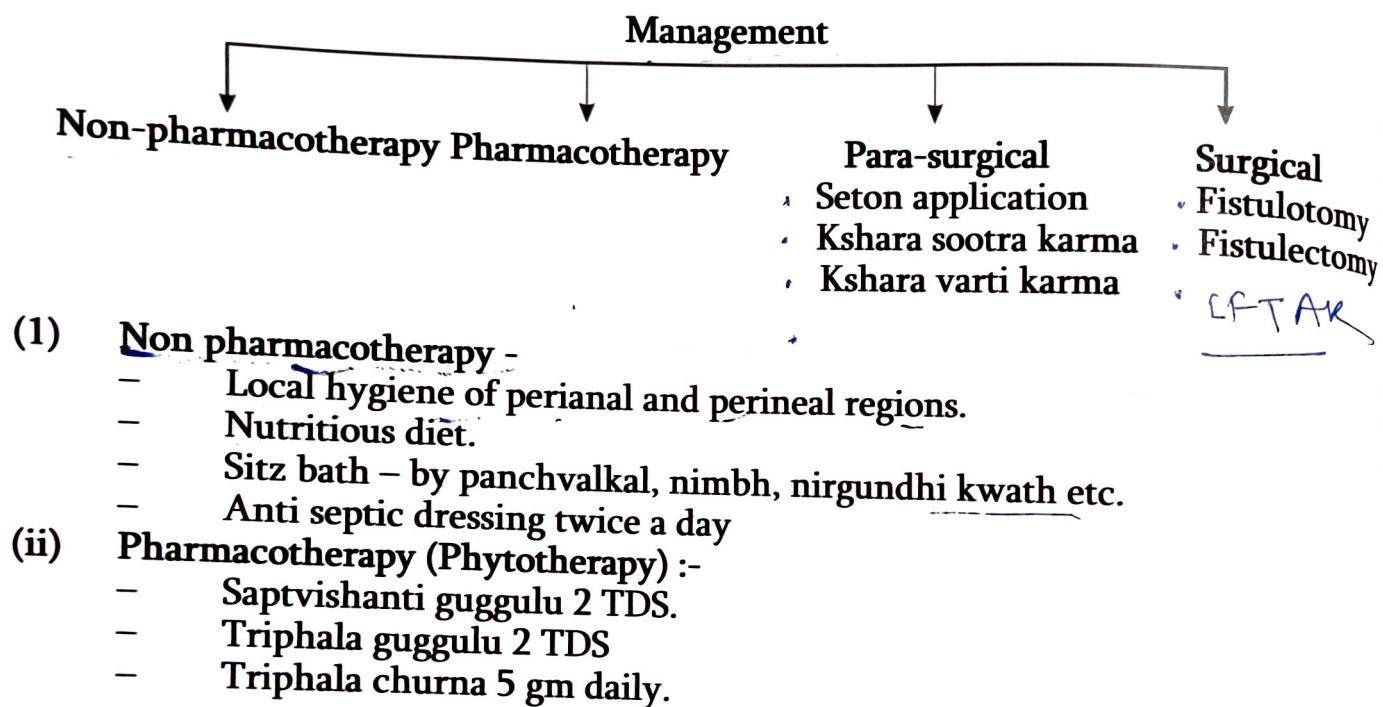 Management
Non-pharmacotherapy Pharmacotherapy Para-surgical Surgical
Seton application
Kshara sootra karma
Kshara varti karma
Fistulotomy
Fistulectomy
(1) Non pharmacotherapy -
– Local hygiene of perianal and perineal regions.
– Nutritious diet.
– Sitz bath – by panchvalkal, nimbh, nirgundhi kwath etc.
– Anti septic dressing twice a day
(ii) Pharmacotherapy (Phytotherapy) :-
– Saptvishanti guggulu 2 TDS.
– Triphala guggulu 2 TDS
– Triphala churna 5 gm daily.